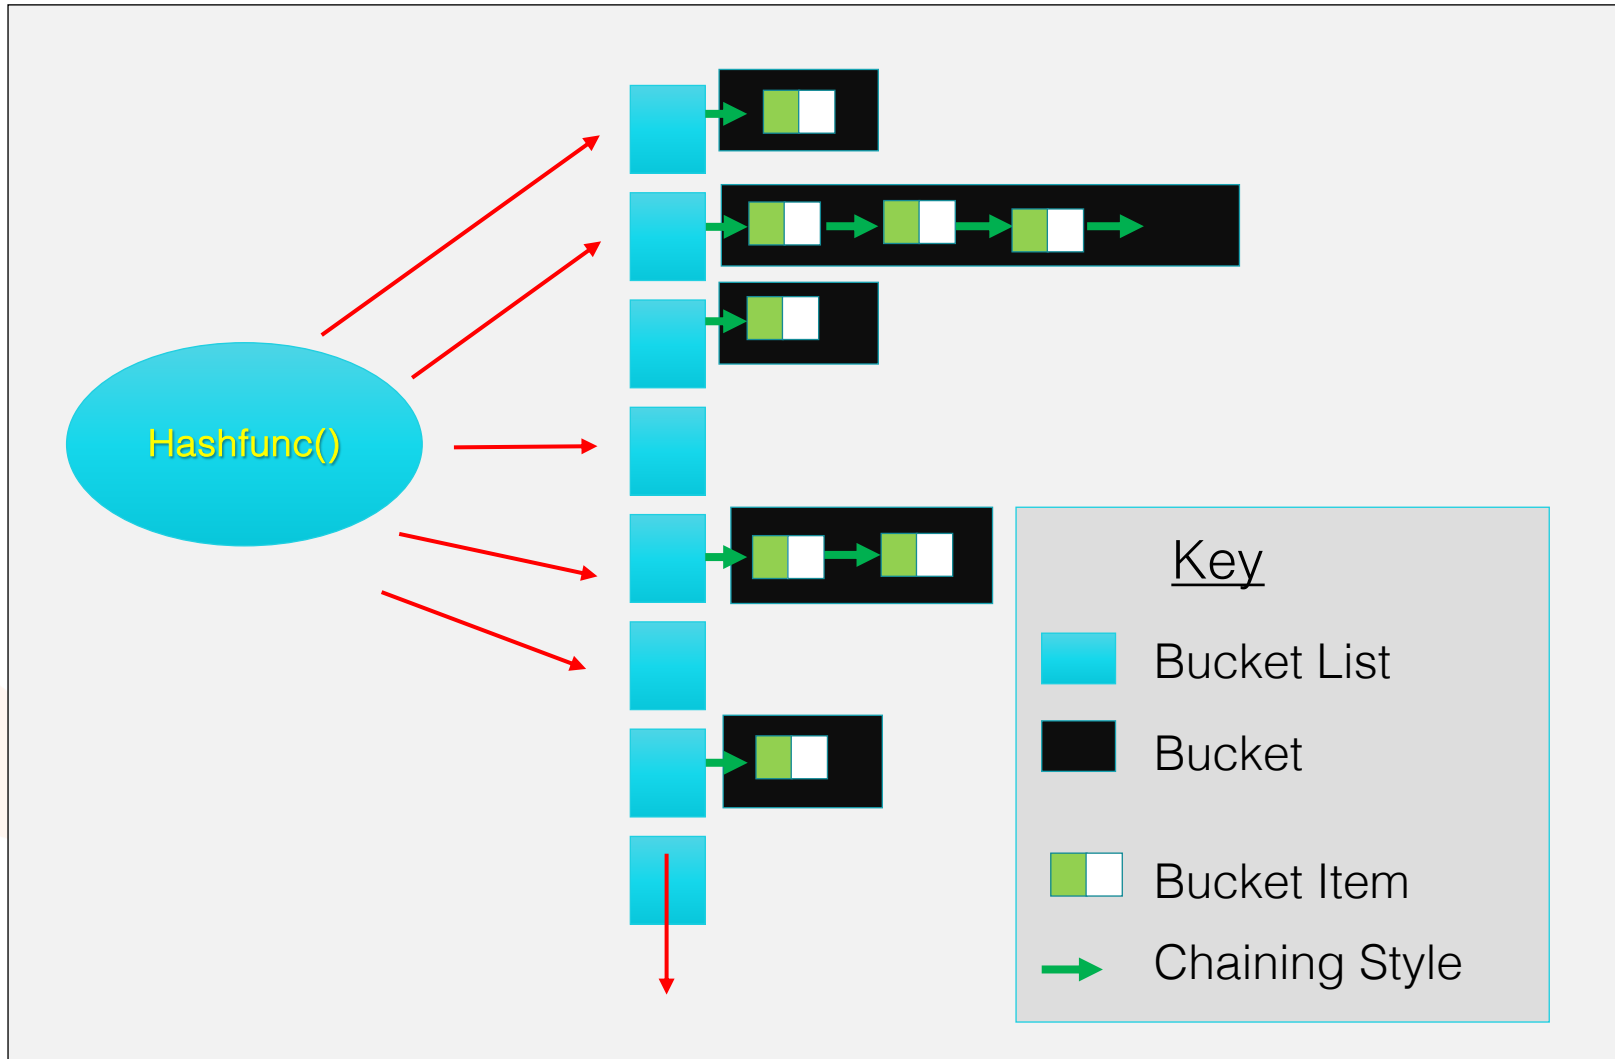 Hashfunc()
Key
Bucket List
Bucket
Bucket Item
Chaining Style